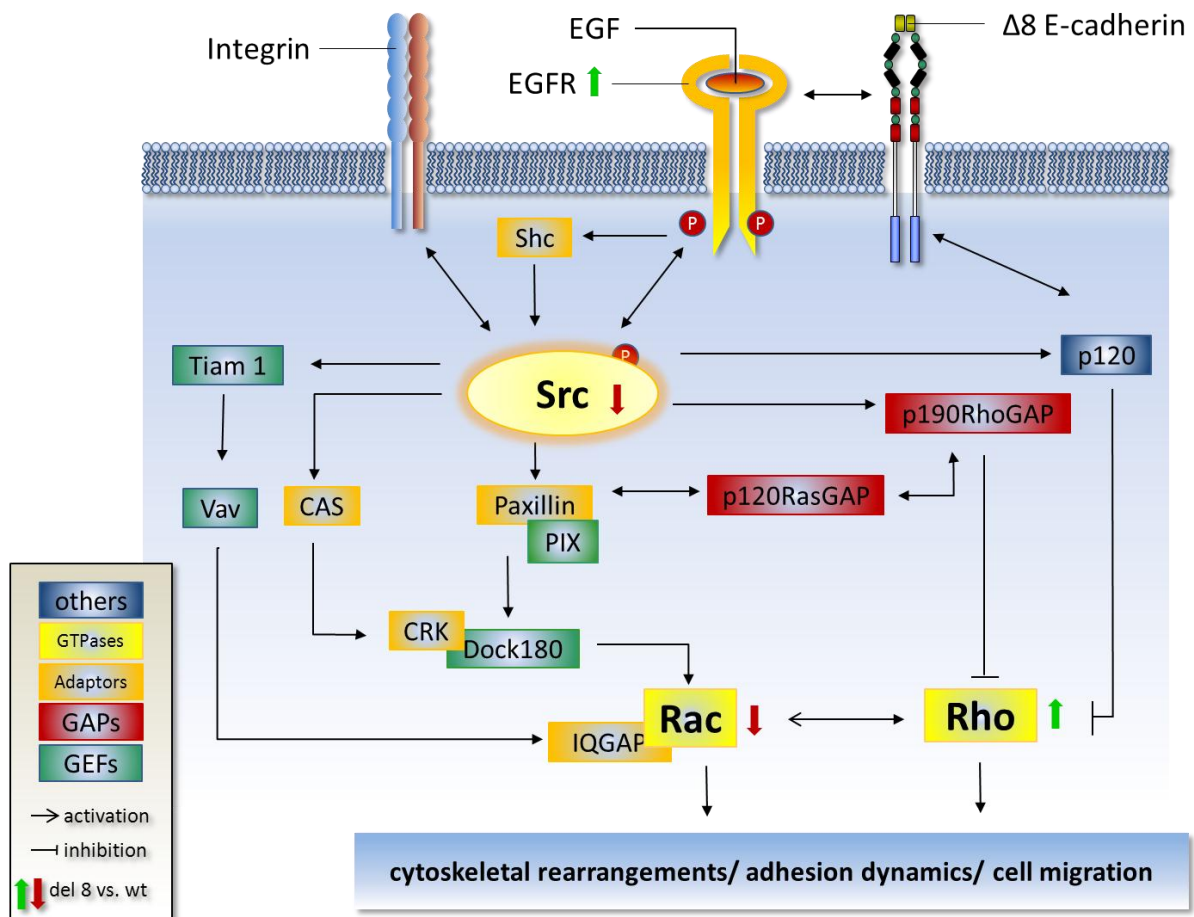 EGF
Δ8 E-cadherin
Integrin
EGFR
P
P
Shc
P
Tiam 1
p120
Src
p190RhoGAP
Paxillin
p120RasGAP
Vav
CAS
PIX
others
GTPases
CRK
Dock180
Adaptors
GAPs
Rac
Rho
IQGAP
GEFs
activation
inhibition
del 8 vs. wt
cytoskeletal rearrangements/ adhesion dynamics/ cell migration